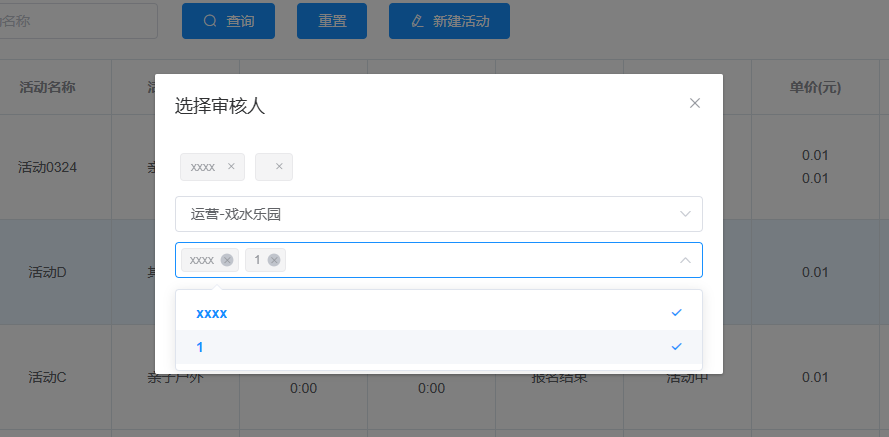 动名称 查询 重置 新建活动
活动名称 单价(元)
选择审核人
xxxx
活动0324 亲 0.01
0.01
运营-戏水乐园
xxxx 1
活动D 其 0.01
xxxx
1
活动C 亲子户外 0:00 0:00 报名结束 活动中 0.01